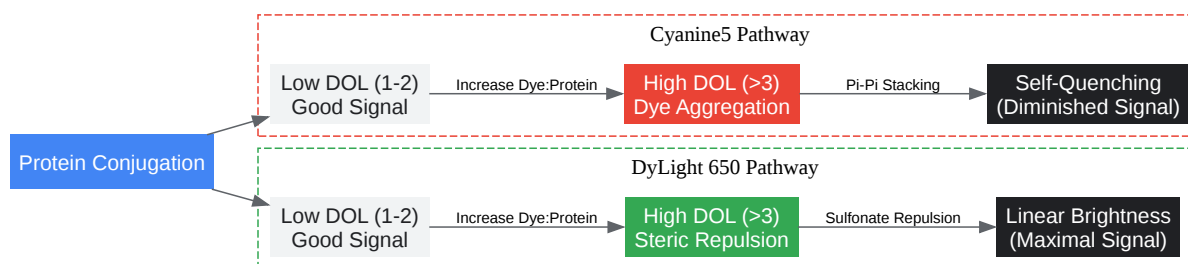 Cyanine5 Pathway
Low DOL (1-2)
Good Signal
Increase Dye:Protein
High DOL (>3)
Dye Aggregation
Pi-Pi Stacking
Self-Quenching
(Diminished Signal)
Protein Conjugation
DyLight 650 Pathway
Low DOL (1-2)
Good Signal
Increase Dye:Protein
High DOL (>3)
Steric Repulsion
Sulfonate Repulsion
Linear Brightness
(Maximal Signal)